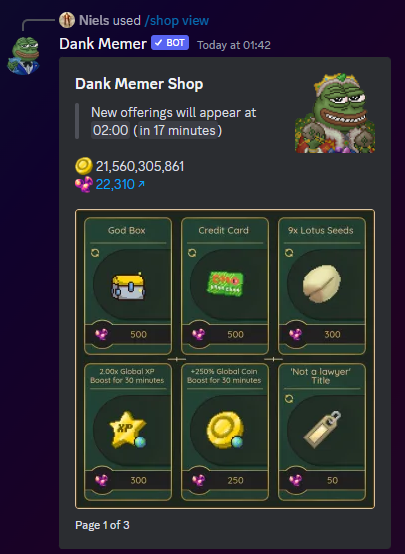 Niels used /shop view
Dank Memer ✓ BOT Today at 01:42
Dank Memer Shop
New offerings will appear at
02:00 (in 17 minutes)
21,560,305,861
22,310
God Box
Credit Card
9x Lotus Seeds
500
500
300
2.00x Global XP
Boost for 30 minutes
+250% Global Coin
Boost for 30 minutes
'Not a lawyer'
Title
XP
300
250
50
Page 1 of 3